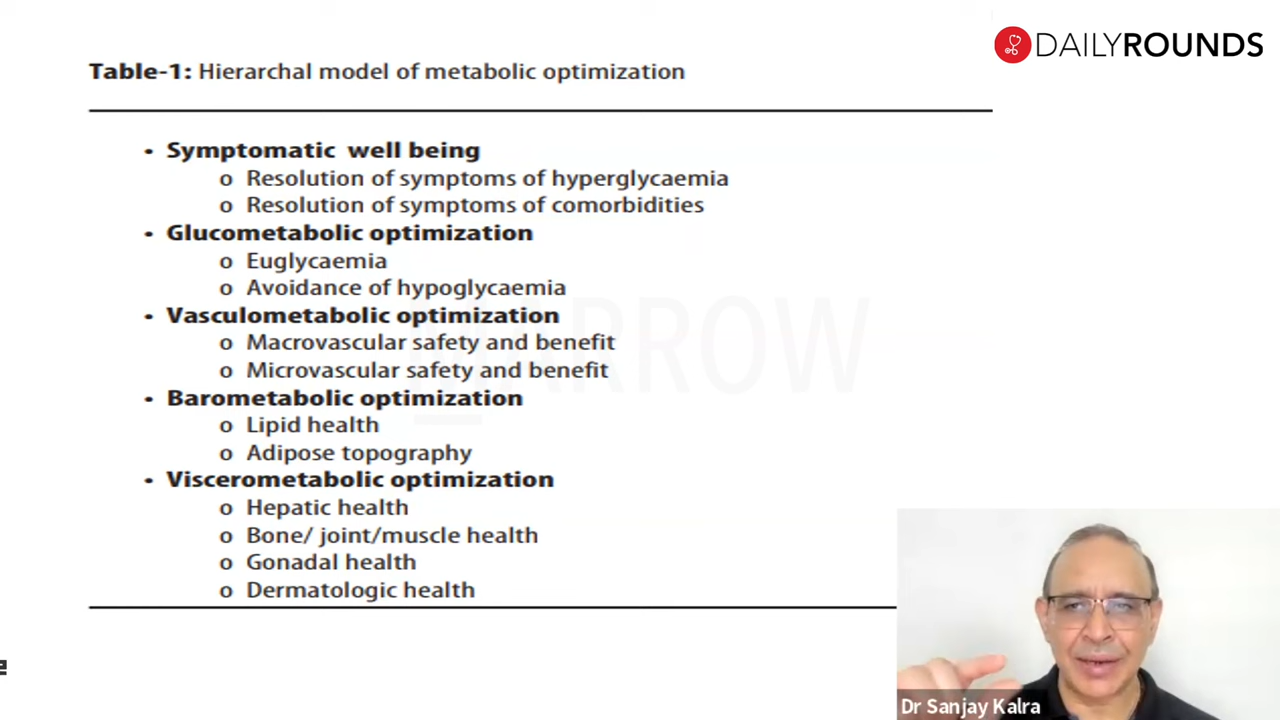 DAILYROUNDS
Table-1: Hierarchal model of metabolic optimization
• Symptomatic well being
o Resolution of symptoms of hyperglycaemia
o Resolution of symptoms of comorbidities
• Glucometabolic optimization
o Euglycaemia
o Avoidance of hypoglycaemia
• Vasculometabolic optimization
o Macrovascular safety and benefit
o Microvascular safety and benefit
• Barometabolic optimization
o Lipid health
o Adipose topography
• Viscerometabolic optimization
o Hepatic health
o Bone/ joint/muscle health
o Gonadal health
o Dermatologic health
MARROW
Dr Sanjay Kalra